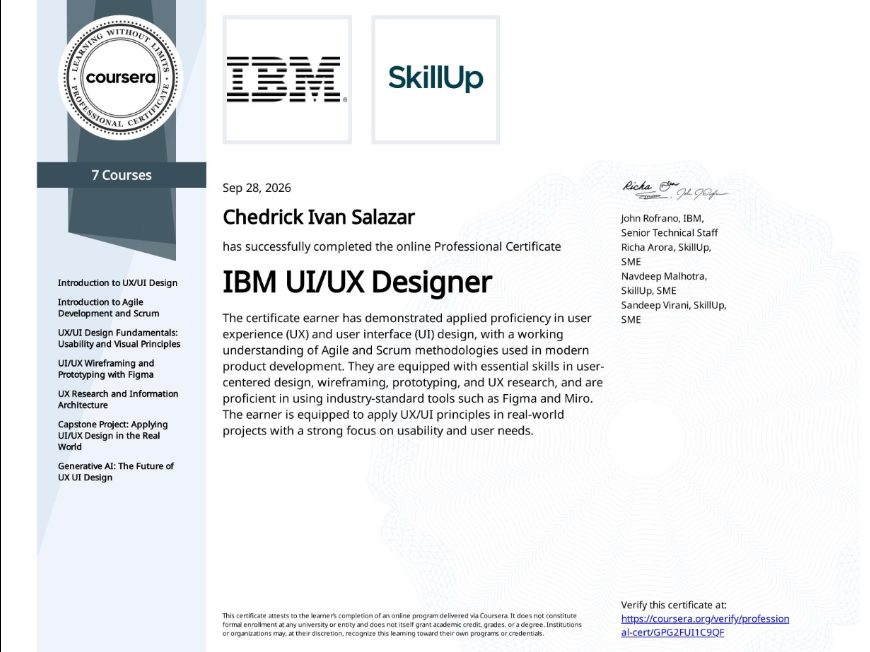 LEARNING WITHOUT LIMITS
coursera
PROFESSIONAL CERTIFICATE
7 Courses
Introduction to UX/UI Design
Introduction to Agile
Development and Scrum
UX/UI Design Fundamentals:
Usability and Visual Principles
UI/UX Wireframing and
Prototyping with Figma
UX Research and Information
Architecture
Capstone Project: Applying
UI/UX Design in the Real
World
Generative AI: The Future of
UX UI Design
IBM®
SkillUp
Sep 28, 2026
Chedrick Ivan Salazar
has successfully completed the online Professional Certificate
IBM UI/UX Designer
The certificate earner has demonstrated applied proficiency in user
experience (UX) and user interface (UI) design, with a working
understanding of Agile and Scrum methodologies used in modern
product development. They are equipped with essential skills in user-
centered design, wireframing, prototyping, and UX research, and are
proficient in using industry-standard tools such as Figma and Miro.
The earner is equipped to apply UX/UI principles in real-world
projects with a strong focus on usability and user needs.
Richa
John Rofrano, IBM,
Senior Technical Staff
Richa Arora, SkillUp,
SME
Navdeep Malhotra,
SkillUp, SME
Sandeep Virani, SkillUp,
SME
This certificate attests to the learner's completion of an online program delivered via Coursera. It does not constitute
formal enrollment at any university or entity and does not itself grant academic credit, grades, or a degree. Institutions
or organizations may, at their discretion, recognize this learning toward their own programs or credentials.
Verify this certificate at:
https://coursera.org/verify/profession
al-cert/GPG2FUI1C9QF